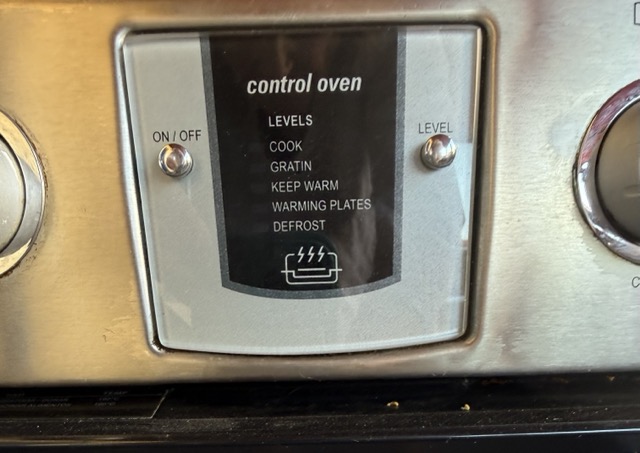 control oven
LEVELS
ON / OFF
LEVEL
COOK
GRATIN
KEEP WARM
WARMING PLATES
DEFROST